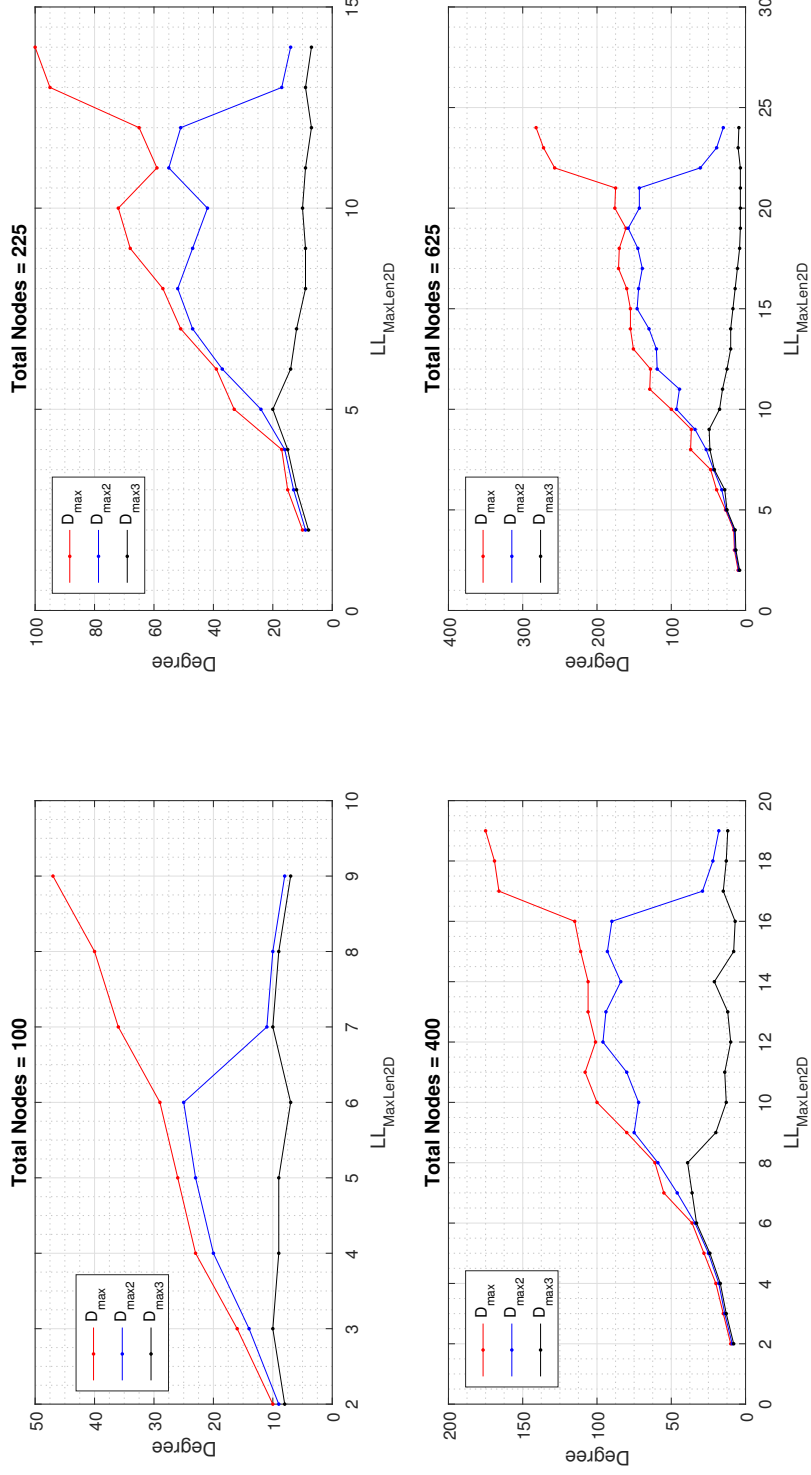 Total Nodes = 100
50
40
30
20
10
0
Degree
D_max
D_max2
D_max3
2
3
4
5
6
7
8
9
10
LL_MaxLen2D
Total Nodes = 225
100
80
60
40
20
0
Degree
D_max
D_max2
D_max3
0
5
10
15
LL_MaxLen2D
Total Nodes = 400
200
150
100
50
0
Degree
D_max
D_max2
D_max3
0
2
4
6
8
10
12
14
16
18
20
LL_MaxLen2D
Total Nodes = 625
400
300
200
100
0
Degree
D_max
D_max2
D_max3
0
5
10
15
20
25
30
LL_MaxLen2D